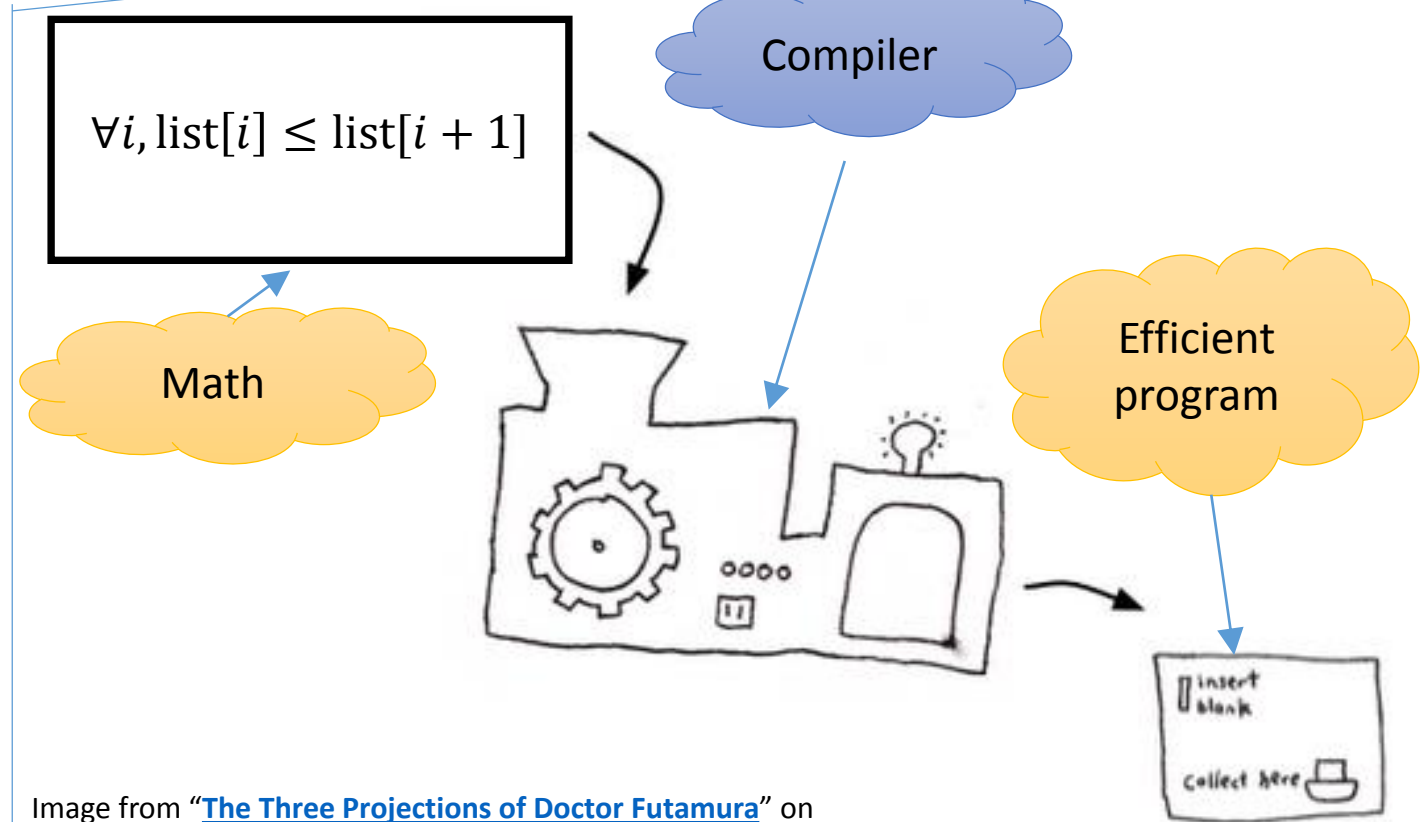 Compiler
∀i, list[i] ≤ list[i + 1]
Math
Efficient
program
insert
blank
collect here
Image from “The Three Projections of Doctor Futamura” on